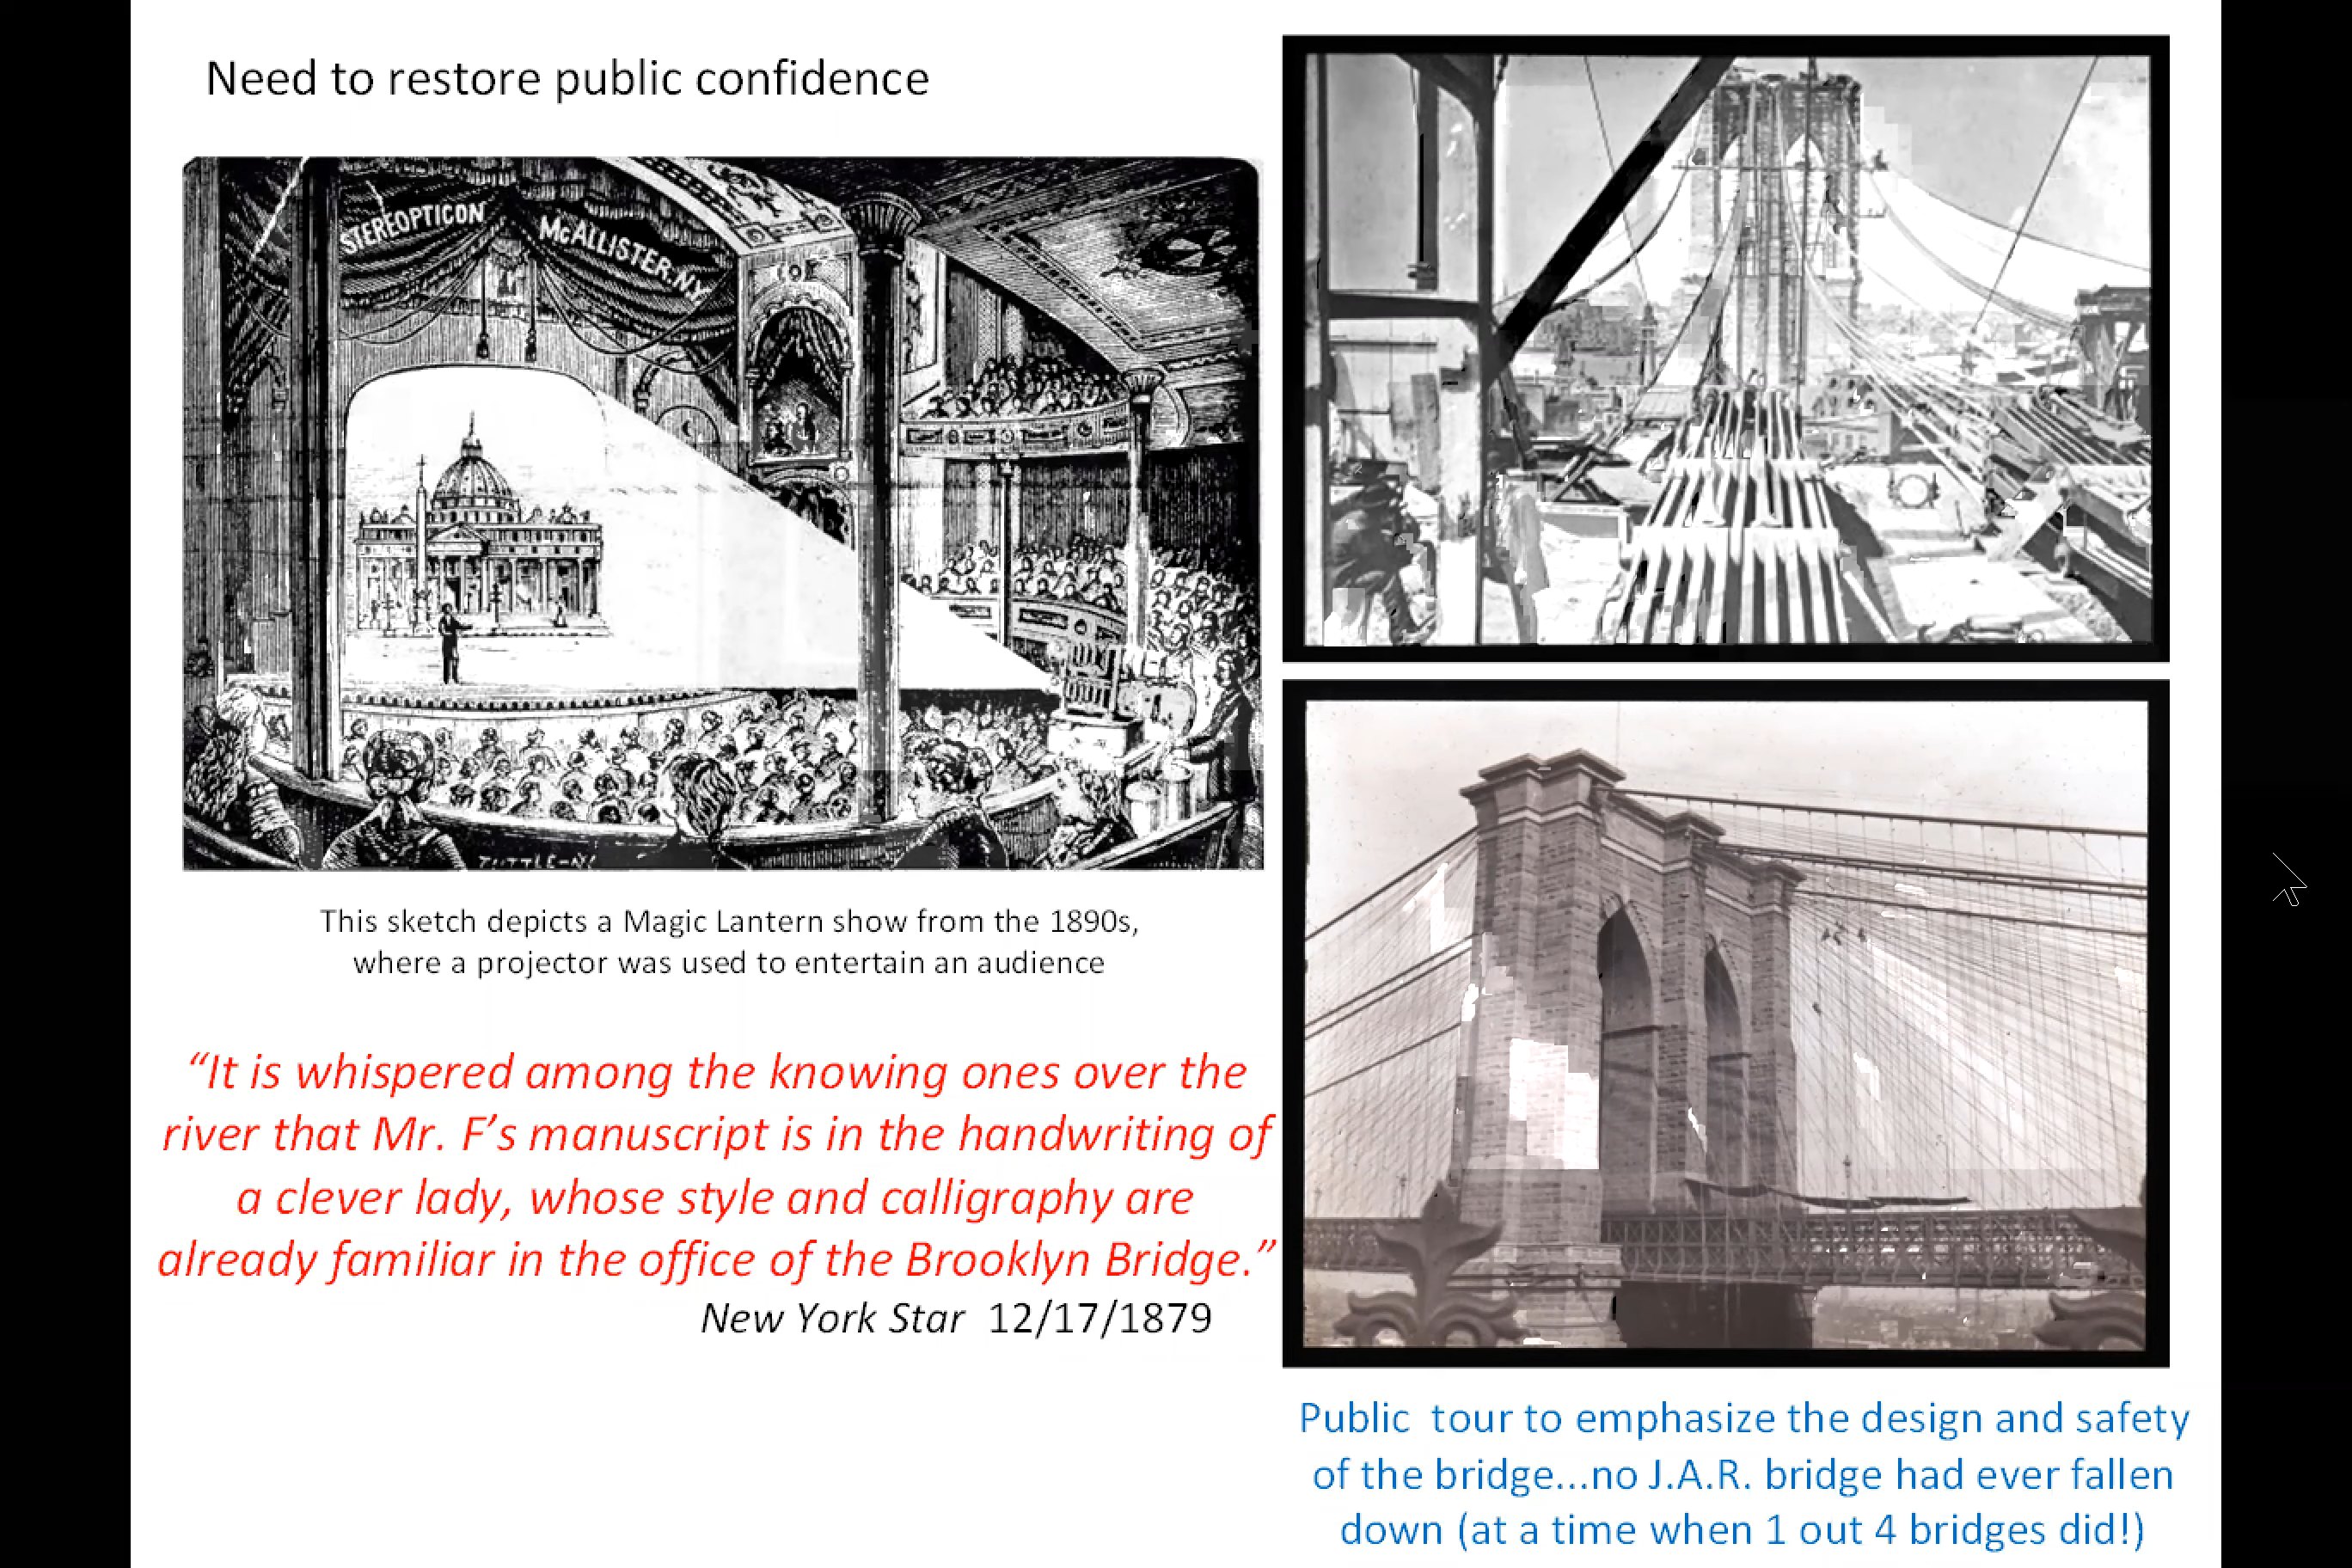 Need to restore public confidence
STEREOPTICON
McALLISTER-N.Y.
TUTTLE-N.Y.
This sketch depicts a Magic Lantern show from the 1890s,
where a projector was used to entertain an audience
“It is whispered among the knowing ones over the
river that Mr. F’s manuscript is in the handwriting of
a clever lady, whose style and calligraphy are
already familiar in the office of the Brooklyn Bridge.”
New York Star 12/17/1879
Public tour to emphasize the design and safety
of the bridge...no J.A.R. bridge had ever fallen
down (at a time when 1 out 4 bridges did!)